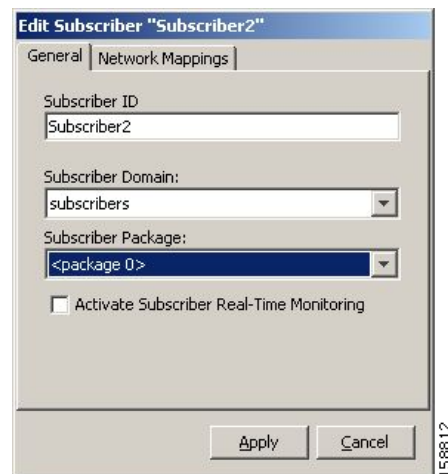 Edit Subscriber "Subscriber2"
General Network Mappings
Subscriber ID
Subscriber2
Subscriber Domain:
subscribers
Subscriber Package:
<package 0>
Activate Subscriber Real-Time Monitoring
Apply Cancel
58812